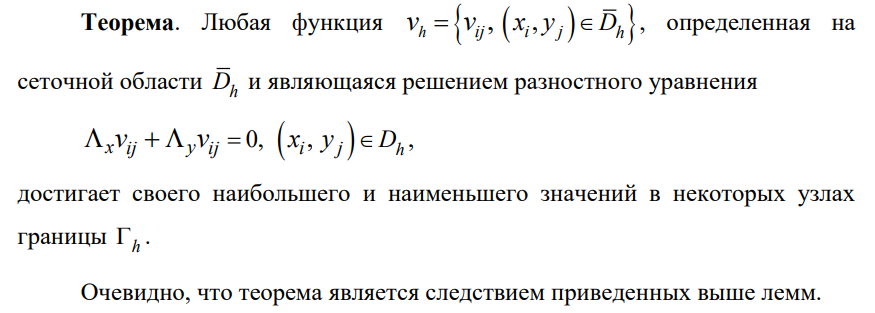 Теорема. Любая функция $v_h = \left\{ v_{ij}, \left( x_i, y_j \right) \in \overline{D}_h \right\}$, определенная на
сеточной области $\overline{D}_h$ и являющаяся решением разностного уравнения
$\Lambda_x v_{ij} + \Lambda_y v_{ij} = 0, \left( x_i, y_j \right) \in D_h,$
достигает своего наибольшего и наименьшего значений в некоторых узлах
границы $\Gamma_h$.
Очевидно, что теорема является следствием приведенных выше лемм.